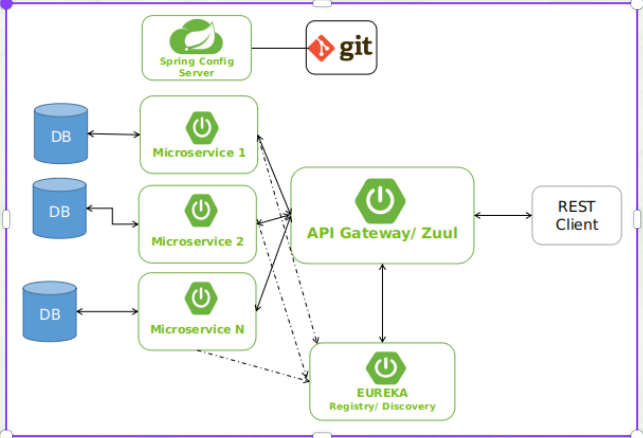 Spring Config
Server
git
DB
Microservice 1
DB
Microservice 2
API Gateway/ Zuul
REST
Client
DB
Microservice N
EUREKA
Registry/ Discovery